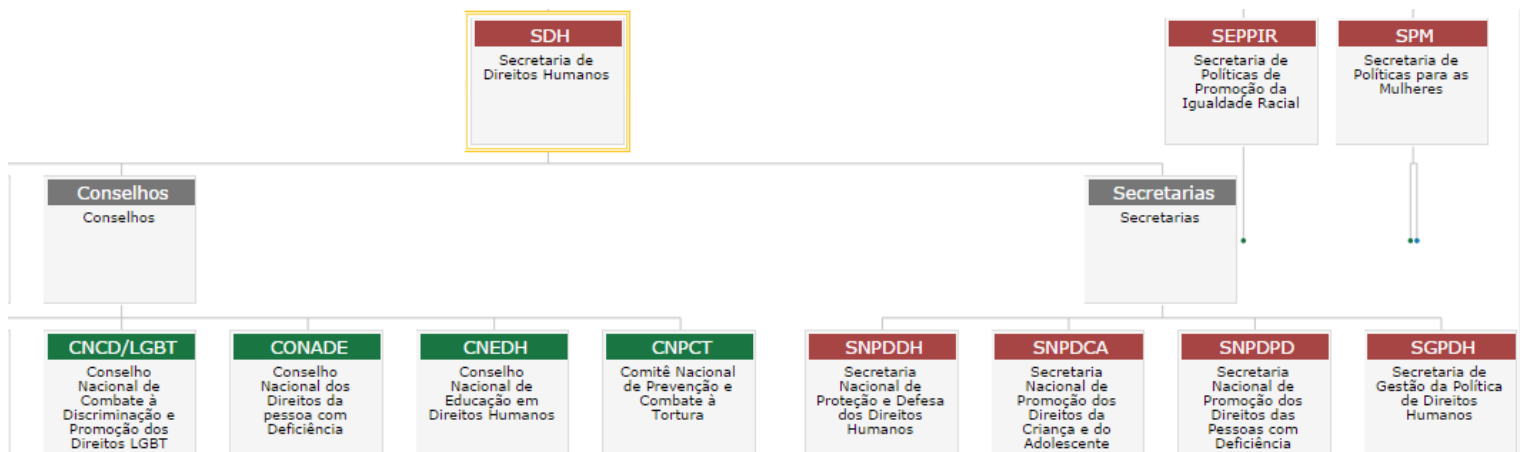 SDH
Secretaria de
Direitos Humanos
SEPPIR
Secretaria de
Políticas de
Promoção da
Igualdade Racial
SPM
Secretaria de
Políticas para as
Mulheres
Conselhos
Conselhos
Secretarias
Secretarias
CNCD/LGBT
Conselho
Nacional de
Combate à
Discriminação e
Promoção dos
Direitos LGBT
CONADE
Conselho
Nacional dos
Direitos da
pessoa com
Deficiência
CNEDH
Conselho
Nacional de
Educação em
Direitos Humanos
CNPCT
Comitê Nacional
de Prevenção e
Combate à
Tortura
SNPDDH
Secretaria
Nacional de
Proteção e Defesa
dos Direitos
Humanos
SNPDCA
Secretaria
Nacional de
Promoção dos
Direitos da
Criança e do
Adolescente
SNPDPD
Secretaria
Nacional de
Promoção dos
Direitos das
Pessoas com
Deficiência
SGPDH
Secretaria de
Gestão da Política
de Direitos
Humanos